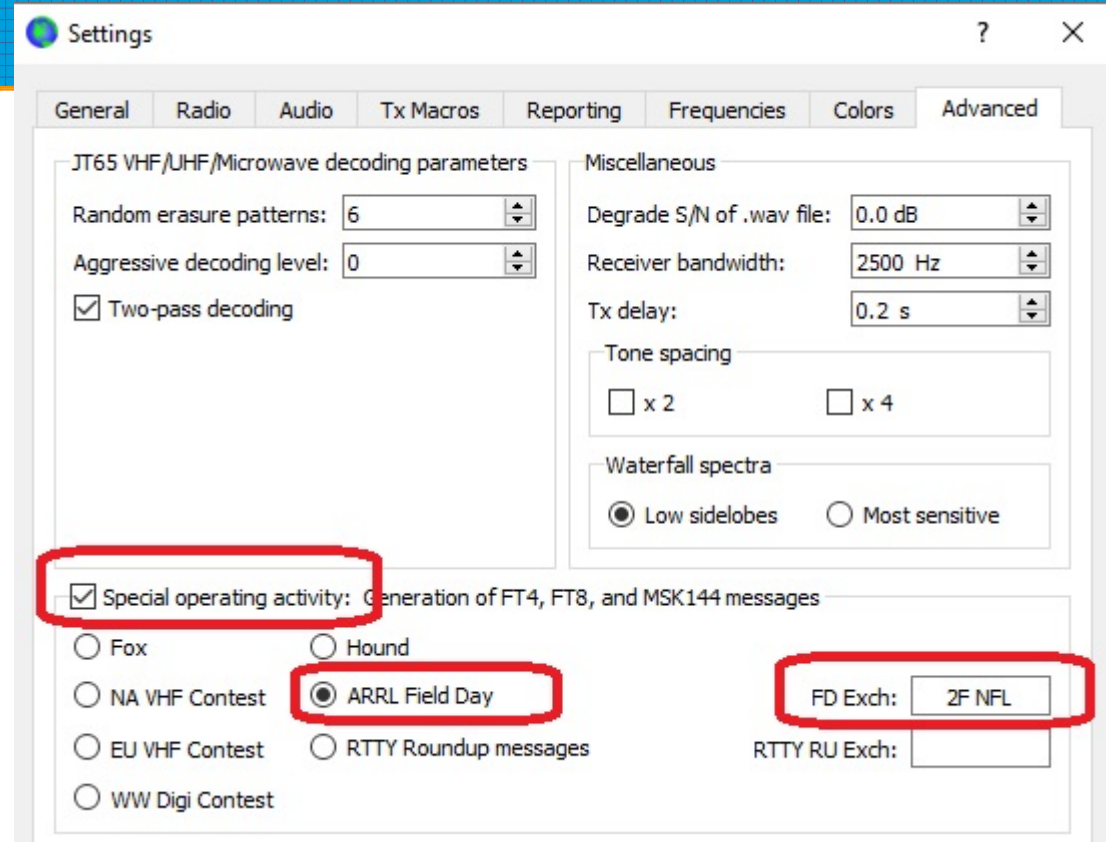 Settings
General Radio Audio Tx Macros Reporting Frequencies Colors Advanced
JT65 VHF/UHF/Microwave decoding parameters
Random erasure patterns: 6
Aggressive decoding level: 0
Two-pass decoding
Miscellaneous
Degrade S/N of .wav file: 0.0 dB
Receiver bandwidth: 2500 Hz
Tx delay: 0.2 s
Tone spacing
x 2 x 4
Waterfall spectra
Low sidelobes Most sensitive
Special operating activity: Generation of FT4, FT8, and MSK144 messages
Fox Hound
NA VHF Contest ARRL Field Day FD Exch: 2F NFL
EU VHF Contest RTTY Roundup messages RTTY RU Exch:
WW Digi Contest